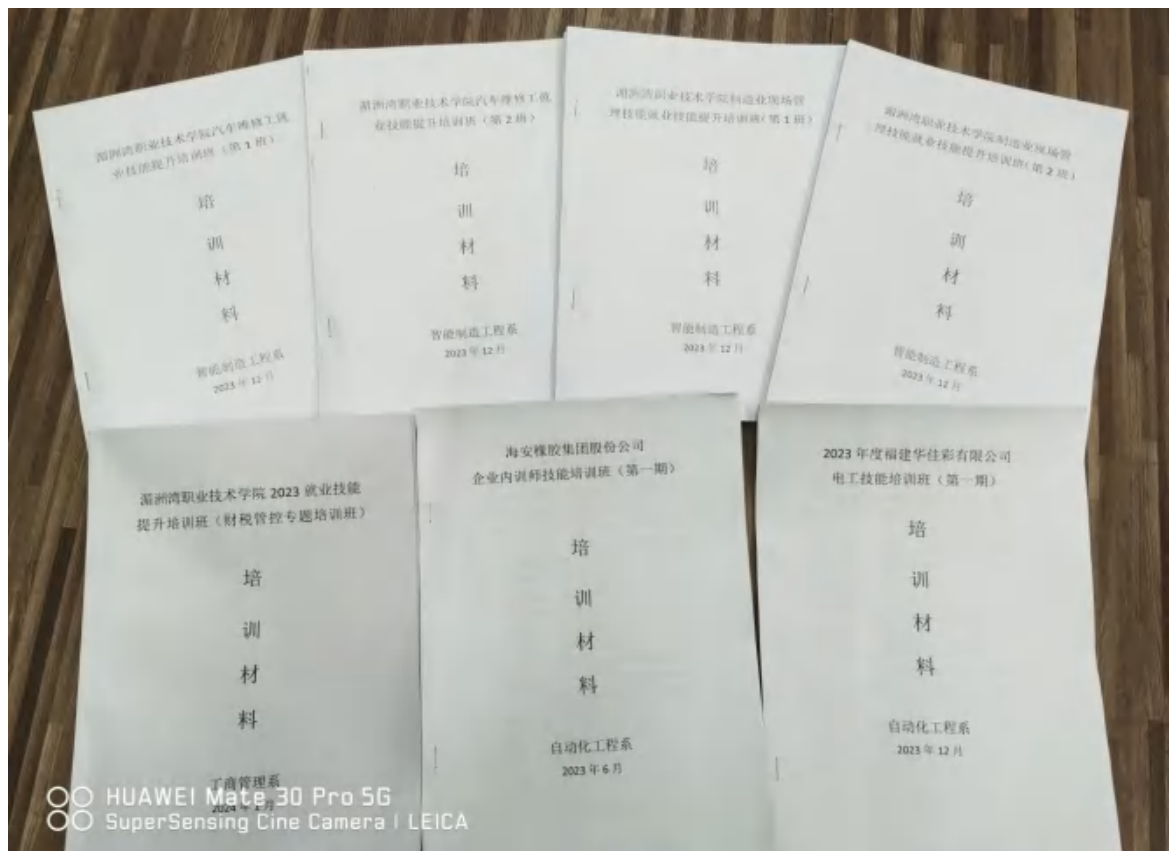 湄洲湾职业技术学院汽车维修工就
业技能提升培训班（第1班）
培
训
材
料
智能制造工程系
2023年12月
湄洲湾职业技术学院汽车维修工就
业技能提升培训班（第2班）
培
训
材
料
智能制造工程系
2023年12月
湄洲湾职业技术学院制造业现场管
理技能就业技能提升培训班（第1班）
培
训
材
料
智能制造工程系
2023年12月
湄洲湾职业技术学院制造业现场管
理技能就业技能提升培训班（第2班）
培
训
材
料
智能制造工程系
2023年12月
湄洲湾职业技术学院 2023 就业技能
提升培训班（财税管控专题培训班）
培
训
材
料
工商管理系
2024年1月
海安橡胶集团股份公司
企业内训师技能培训班（第一期）
培
训
材
料
自动化工程系
2023年6月
2023年度福建华佳彩有限公司
电工技能培训班（第一期）
培
训
材
料
自动化工程系
2023年12月
HUAWEI Mate 30 Pro 5G
SuperSensing Cine Camera | LEICA